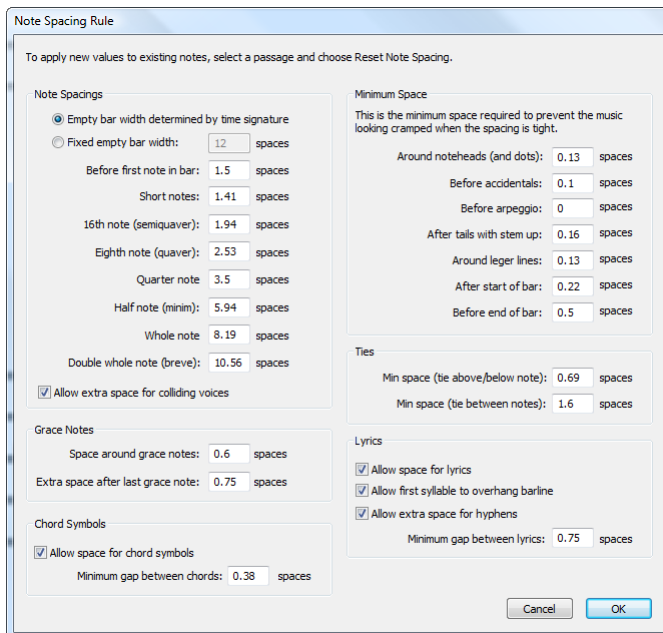 Note Spacing Rule
To apply new values to existing notes, select a passage and choose Reset Note Spacing.
Note Spacings
Empty bar width determined by time signature
Fixed empty bar width: 12 spaces
Before first note in bar: 1.5 spaces
Short notes: 1.41 spaces
16th note (semiquaver): 1.94 spaces
Eighth note (quaver): 2.53 spaces
Quarter note 3.5 spaces
Half note (minim): 5.94 spaces
Whole note 8.19 spaces
Double whole note (breve): 10.56 spaces
Allow extra space for colliding voices
Grace Notes
Space around grace notes: 0.6 spaces
Extra space after last grace note: 0.75 spaces
Chord Symbols
Allow space for chord symbols
Minimum gap between chords: 0.38 spaces
Minimum Space
This is the minimum space required to prevent the music
looking cramped when the spacing is tight.
Around noteheads (and dots): 0.13 spaces
Before accidentals: 0.1 spaces
Before arpeggio: 0 spaces
After tails with stem up: 0.16 spaces
Around leger lines: 0.13 spaces
After start of bar: 0.22 spaces
Before end of bar: 0.5 spaces
Ties
Min space (tie above/below note): 0.69 spaces
Min space (tie between notes): 1.6 spaces
Lyrics
Allow space for lyrics
Allow first syllable to overhang barline
Allow extra space for hyphens
Minimum gap between lyrics: 0.75 spaces
Cancel OK